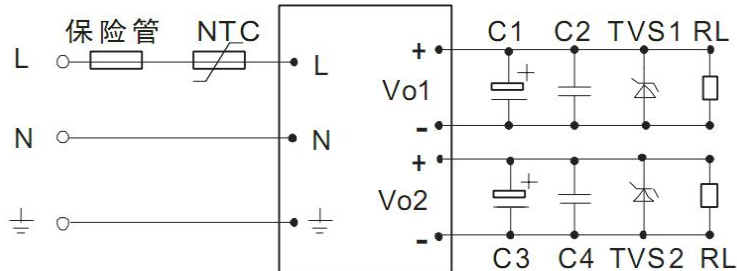 保险管 NTC
L
L
N
N
+
Vo1
-
+
Vo2
-
C1 C2 TVS1 RL
+
+
C3 C4 TVS2 RL